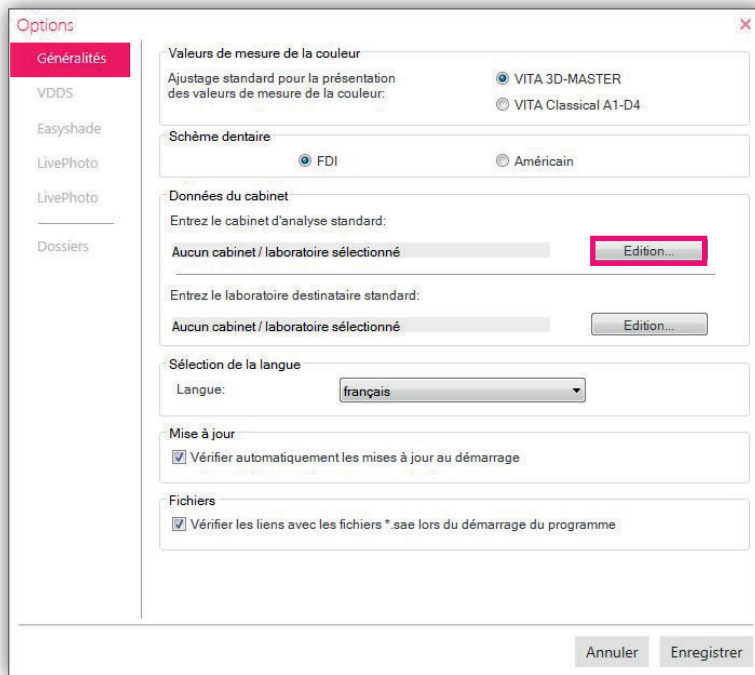 Options
Généralités
VDDS
Easyshade
LivePhoto
LivePhoto
Dossiers
Valeurs de mesure de la couleur
Ajustage standard pour la présentation
des valeurs de mesure de la couleur:
VITA 3D-MASTER
VITA Classical A1-D4
Schème dentaire
FDI
Américain
Données du cabinet
Entrez le cabinet d'analyse standard:
Aucun cabinet / laboratoire sélectionné
Edition...
Entrez le laboratoire destinataire standard:
Aucun cabinet / laboratoire sélectionné
Edition...
Sélection de la langue
Langue:
français
Mise à jour
Vérifier automatiquement les mises à jour au démarrage
Fichiers
Vérifier les liens avec les fichiers *.sae lors du démarrage du programme
Annuler
Enregistrer